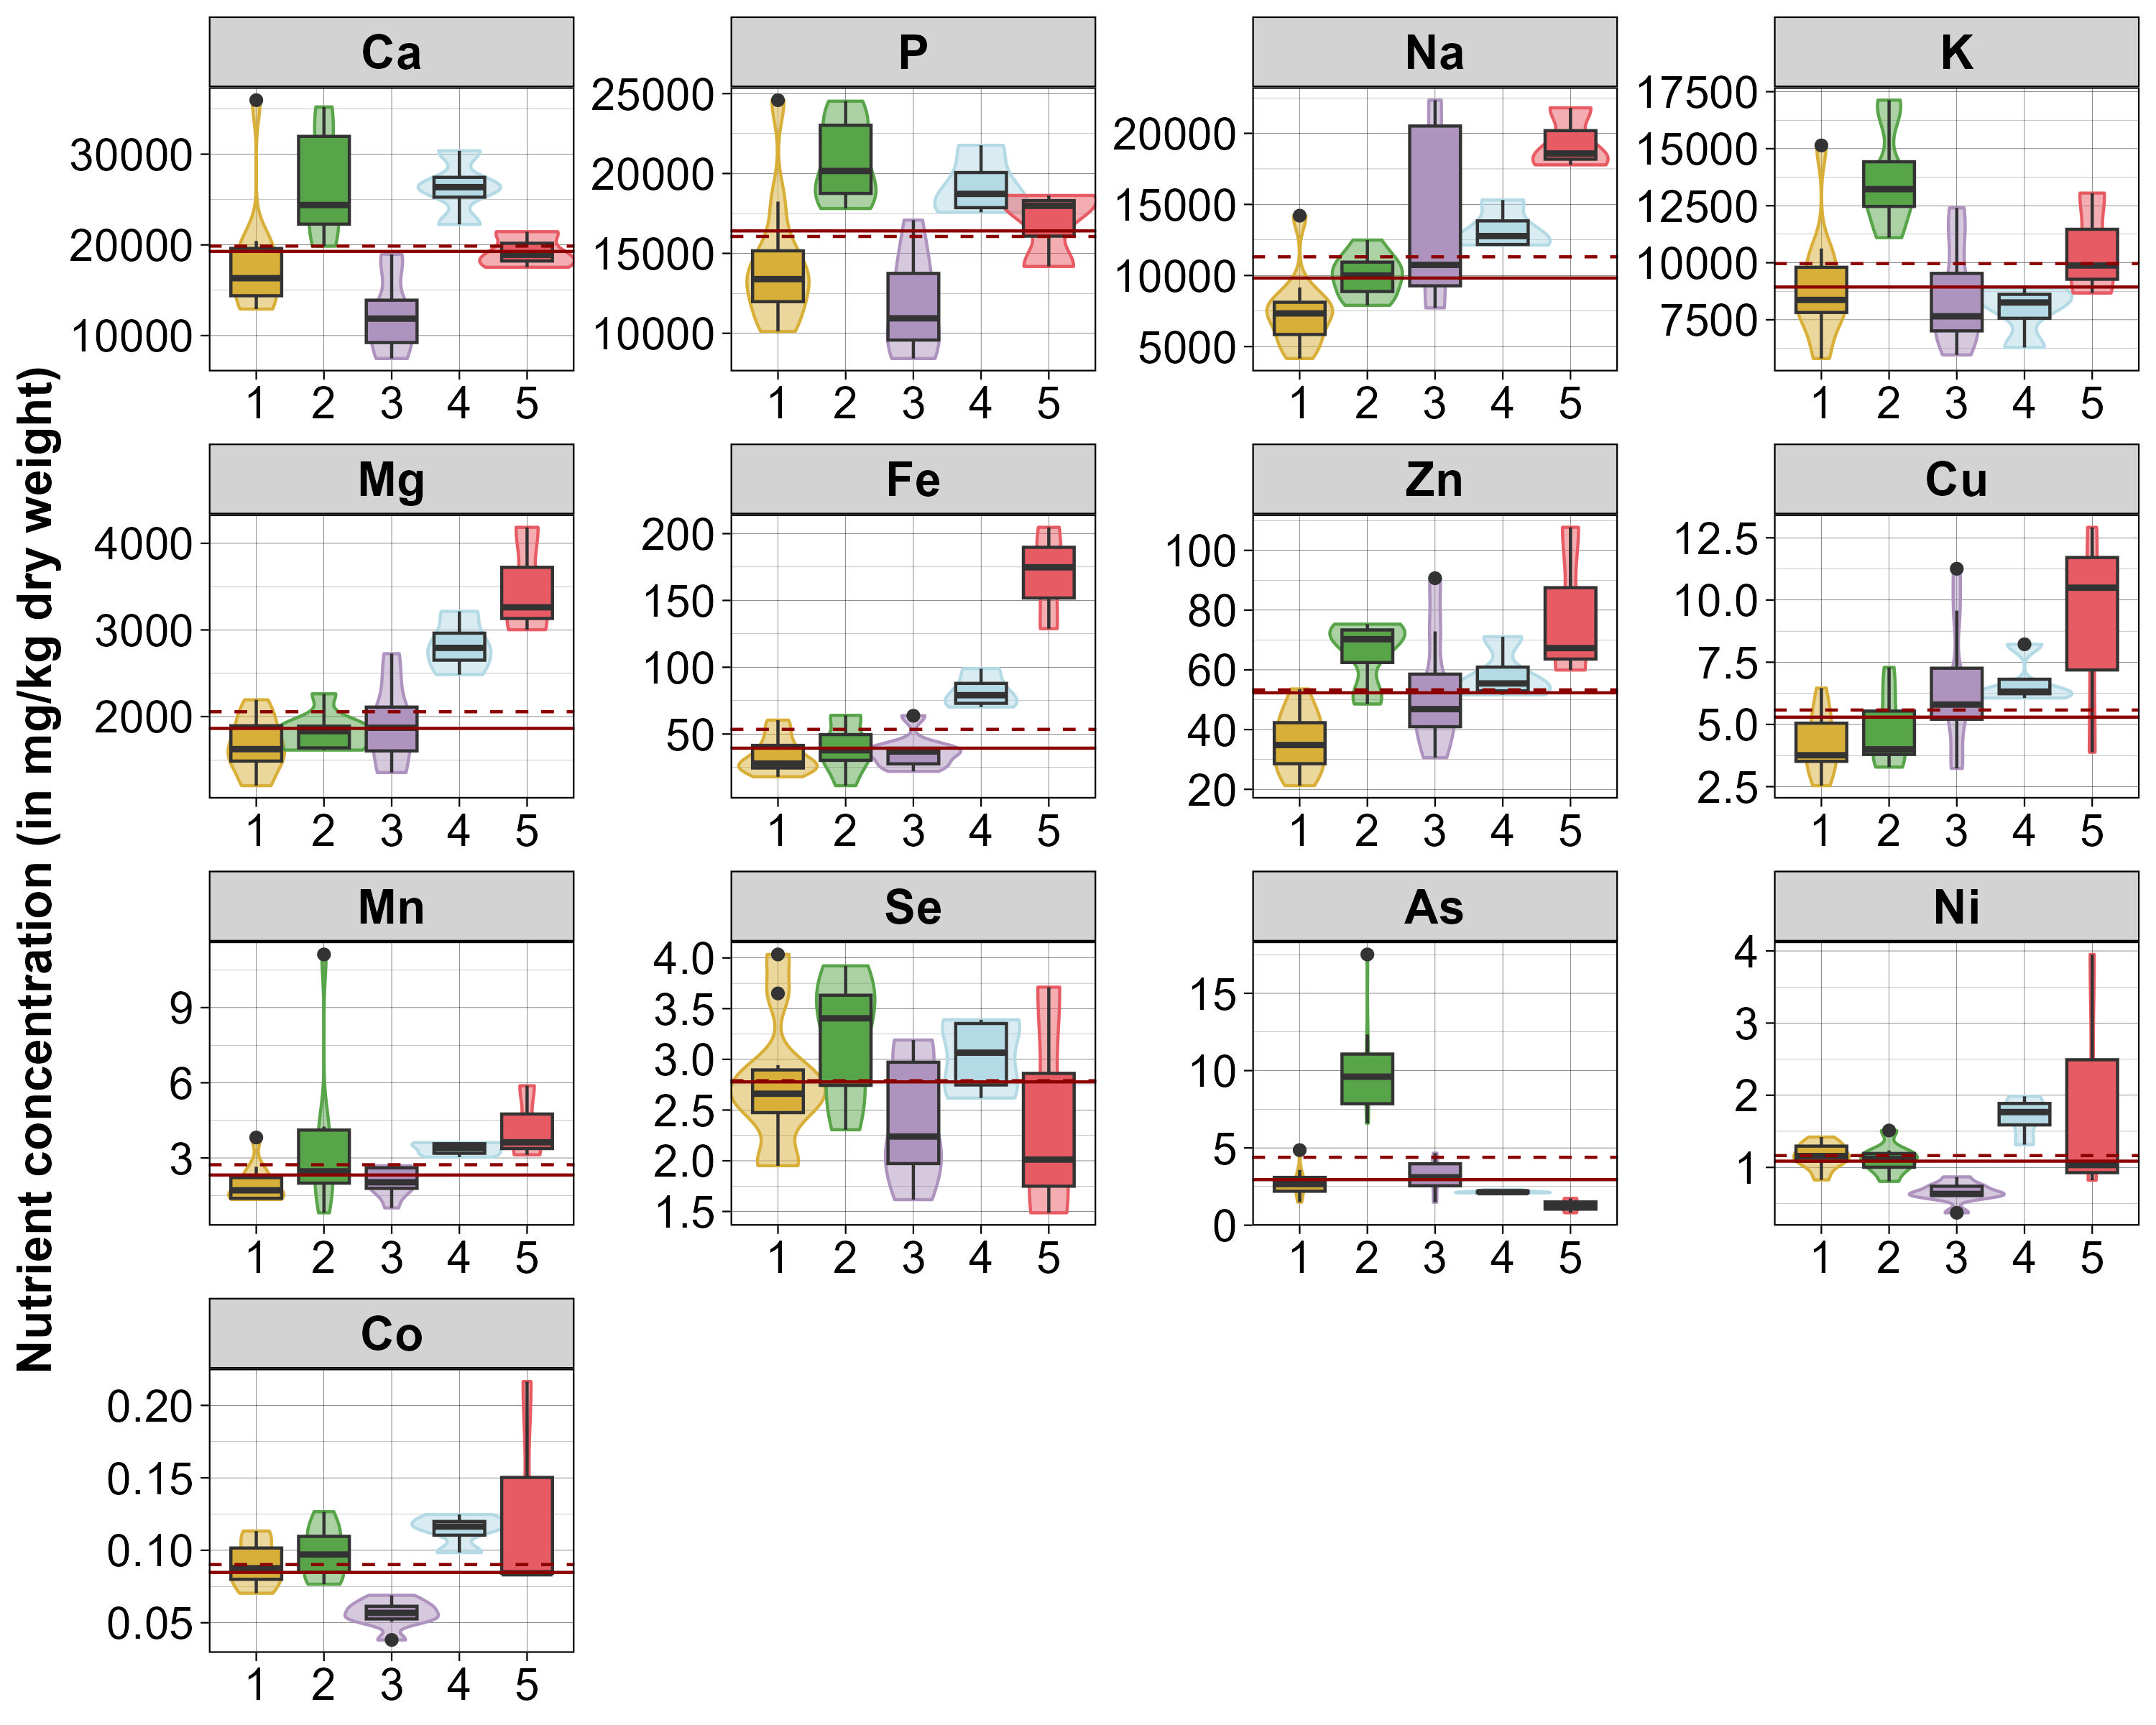 Nutrient concentration (in mg/kg dry weight)
Ca
30000
20000
10000
1 2 3 4 5
P
25000
20000
15000
10000
1 2 3 4 5
Na
20000
15000
10000
5000
1 2 3 4 5
K
17500
15000
12500
10000
7500
1 2 3 4 5
Mg
4000
3000
2000
1 2 3 4 5
Fe
200
150
100
50
1 2 3 4 5
Zn
100
80
60
40
20
1 2 3 4 5
Cu
12.5
10.0
7.5
5.0
2.5
1 2 3 4 5
Mn
9
6
3
1 2 3 4 5
Se
4.0
3.5
3.0
2.5
2.0
1.5
1 2 3 4 5
As
15
10
5
0
1 2 3 4 5
Ni
4
3
2
1
1 2 3 4 5
Co
0.20
0.15
0.10
0.05
1 2 3 4 5